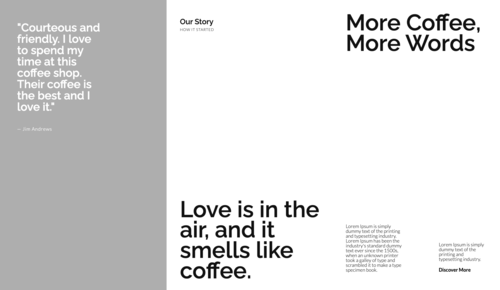 "Courteous and
friendly. I love
to spend my
time at this
coffee shop.
Their coffee is
the best and I
love it."
– Jim Andrews
Our Story
HOW IT STARTED
More Coffee,
More Words
Love is in the
air, and it
smells like
coffee.
Lorem Ipsum is simply
dummy text of the printing
and typesetting industry.
Lorem Ipsum has been the
industry's standard dummy
text ever since the 1500s,
when an unknown printer
took a galley of type and
scrambled it to make a type
specimen book.
Lorem Ipsum is simply
dummy text of the
printing and
typesetting industry.
Discover More